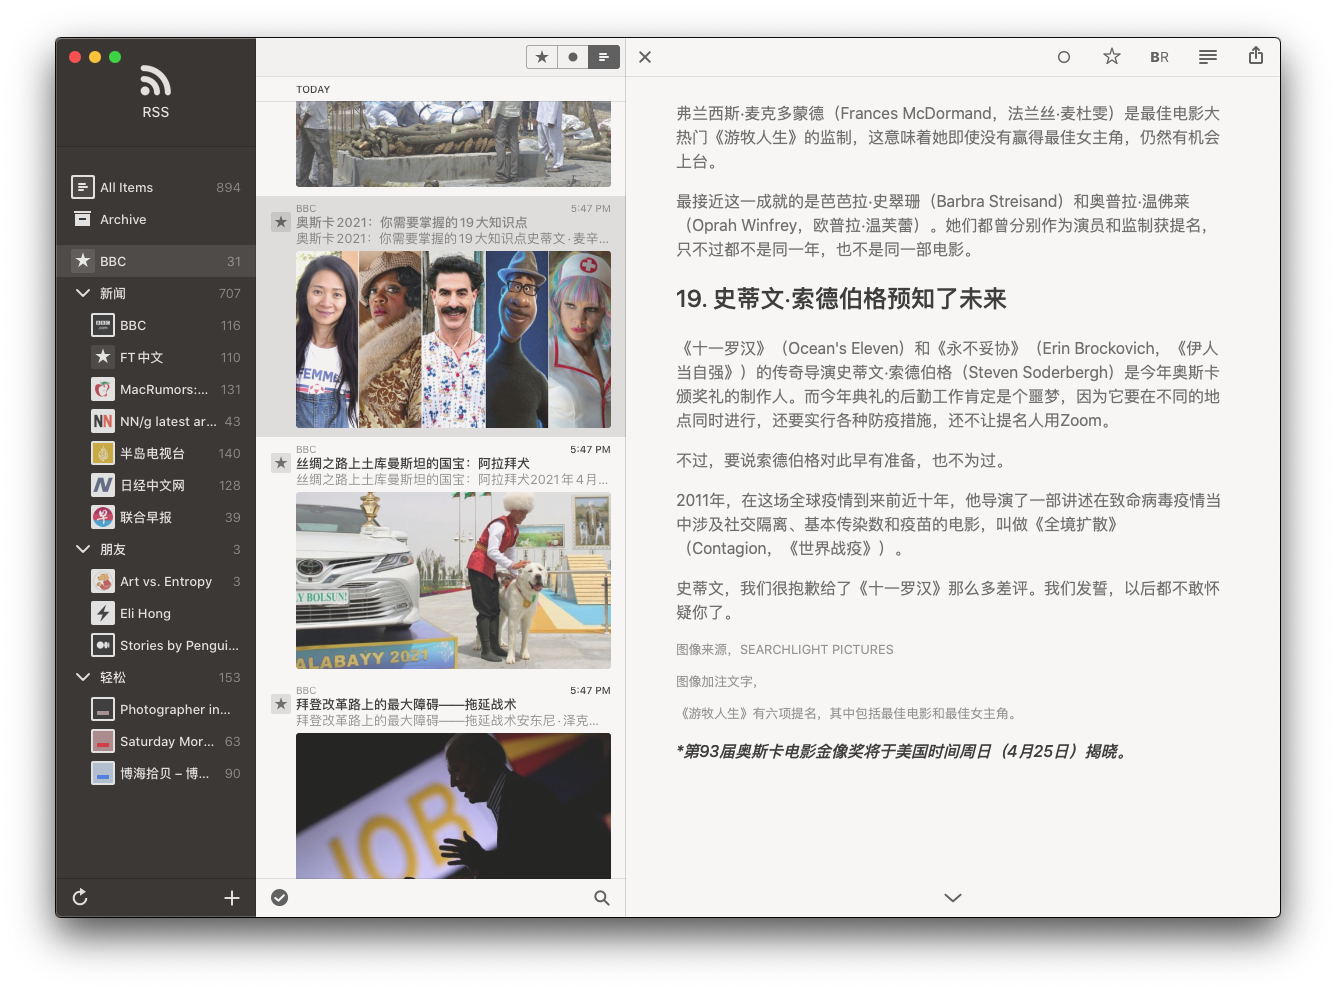 RSS
All Items 894
Archive
BBC 31
新闻 707
BBC 116
FT 中文 110
MacRumors:... 131
NN/g latest ar... 43
半岛电视台 140
日经中文网 128
联合早报 39
朋友 3
Art vs. Entropy 3
Eli Hong
Stories by Pengui...
轻松 153
Photographer in...
Saturday Mor... 63
博海拾贝 – 博... 90
TODAY
BBC 5:47 PM
奥斯卡2021：你需要掌握的19大知识点
奥斯卡2021：你需要掌握的19大知识点史蒂文·麦辛...
FEMME
BBC 5:47 PM
丝绸之路上土库曼斯坦的国宝：阿拉拜犬
丝绸之路上土库曼斯坦的国宝：阿拉拜犬2021年4月...
Y BOLSUN!
ALABAYY 2021
BBC 5:47 PM
拜登改革路上的最大障碍——拖延战术
拜登改革路上的最大障碍——拖延战术安东尼·泽克...
JOB
BR
弗兰西斯·麦克多蒙德（Frances McDormand，法兰丝·麦杜雯）是最佳电影大
热门《游牧人生》的监制，这意味着她即使没有赢得最佳女主角，仍然有机会
上台。
最接近这一成就的是芭芭拉·史翠珊（Barbra Streisand）和奥普拉·温佛莱
（Oprah Winfrey，欧普拉·温芙蕾）。她们都曾分别作为演员和监制获提名，
只不过都不是同一年，也不是同一部电影。
19. 史蒂文·索德伯格预知了未来
《十一罗汉》（Ocean's Eleven）和《永不妥协》（Erin Brockovich，《伊人
当自强》）的传奇导演史蒂文·索德伯格（Steven Soderbergh）是今年奥斯卡
颁奖礼的制作人。而今年典礼的后勤工作肯定是个噩梦，因为它要在不同的地
点同时进行，还要实行各种防疫措施，还不让提名人用Zoom。
不过，要说索德伯格对此早有准备，也不为过。
2011年，在这场全球疫情到来前近十年，他导演了一部讲述在致命病毒疫情当
中涉及社交隔离、基本传染数和疫苗的电影，叫做《全境扩散》
（Contagion，《世界战疫》）。
史蒂文，我们很抱歉给了《十一罗汉》那么多差评。我们发誓，以后都不敢怀
疑你了。
图像来源，SEARCHLIGHT PICTURES
图像加注文字，
《游牧人生》有六项提名，其中包括最佳电影和最佳女主角。
*第93届奥斯卡电影金像奖将于美国时间周日（4月25日）揭晓。